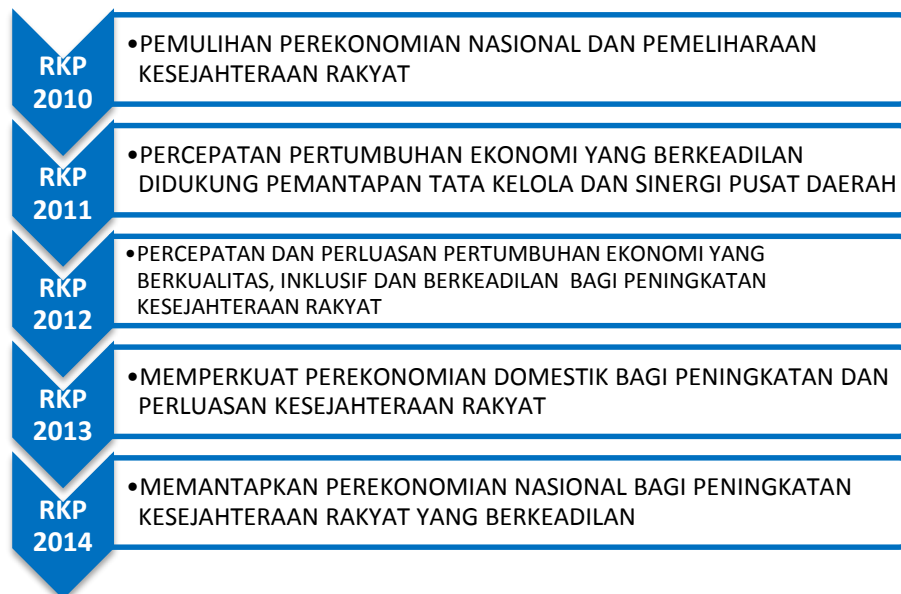 RKP
2010
•PEMULIHAN PEREKONOMIAN NASIONAL DAN PEMELIHARAAN
KESEJAHTERAAN RAKYAT
RKP
2011
•PERCEPATAN PERTUMBUHAN EKONOMI YANG BERKEADILAN
DIDUKUNG PEMANTAPAN TATA KELOLA DAN SINERGI PUSAT DAERAH
RKP
2012
•PERCEPATAN DAN PERLUASAN PERTUMBUHAN EKONOMI YANG
BERKUALITAS, INKLUSIF DAN BERKEADILAN BAGI PENINGKATAN
KESEJAHTERAAN RAKYAT
RKP
2013
•MEMPERKUAT PEREKONOMIAN DOMESTIK BAGI PENINGKATAN DAN
PERLUASAN KESEJAHTERAAN RAKYAT
RKP
2014
•MEMANTAPKAN PEREKONOMIAN NASIONAL BAGI PENINGKATAN
KESEJAHTERAAN RAKYAT YANG BERKEADILAN